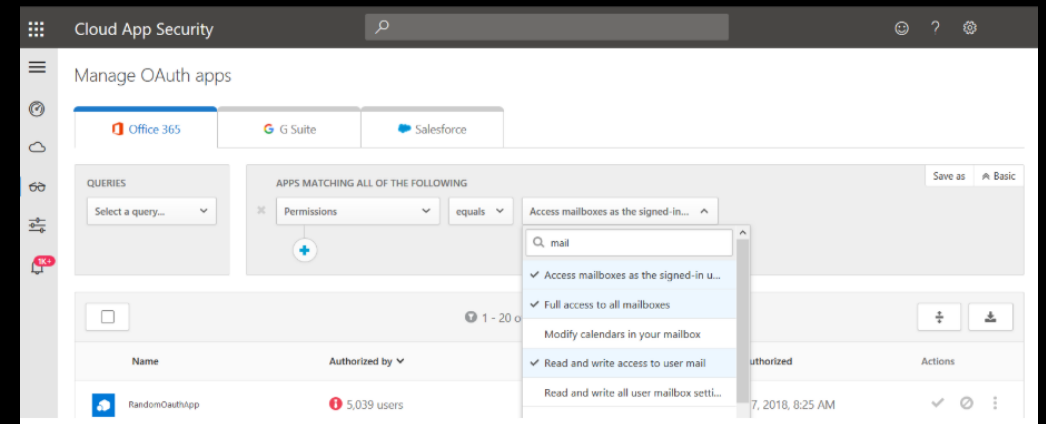 Cloud App Security
?
Manage OAuth apps
Office 365
G Suite
Salesforce
QUERIES
Select a query...
APPS MATCHING ALL OF THE FOLLOWING
Save as
Basic
Permissions
equals
Access mailboxes as the signed-in...
mail
Access mailboxes as the signed-in u...
Full access to all mailboxes
Modify calendars in your mailbox
Read and write access to user mail
Read and write all user mailbox setti...
1K+
1 - 20 o
Name
Authorized by
uthorized
Actions
RandomOauthApp
5,039 users
7, 2018, 8:25 AM